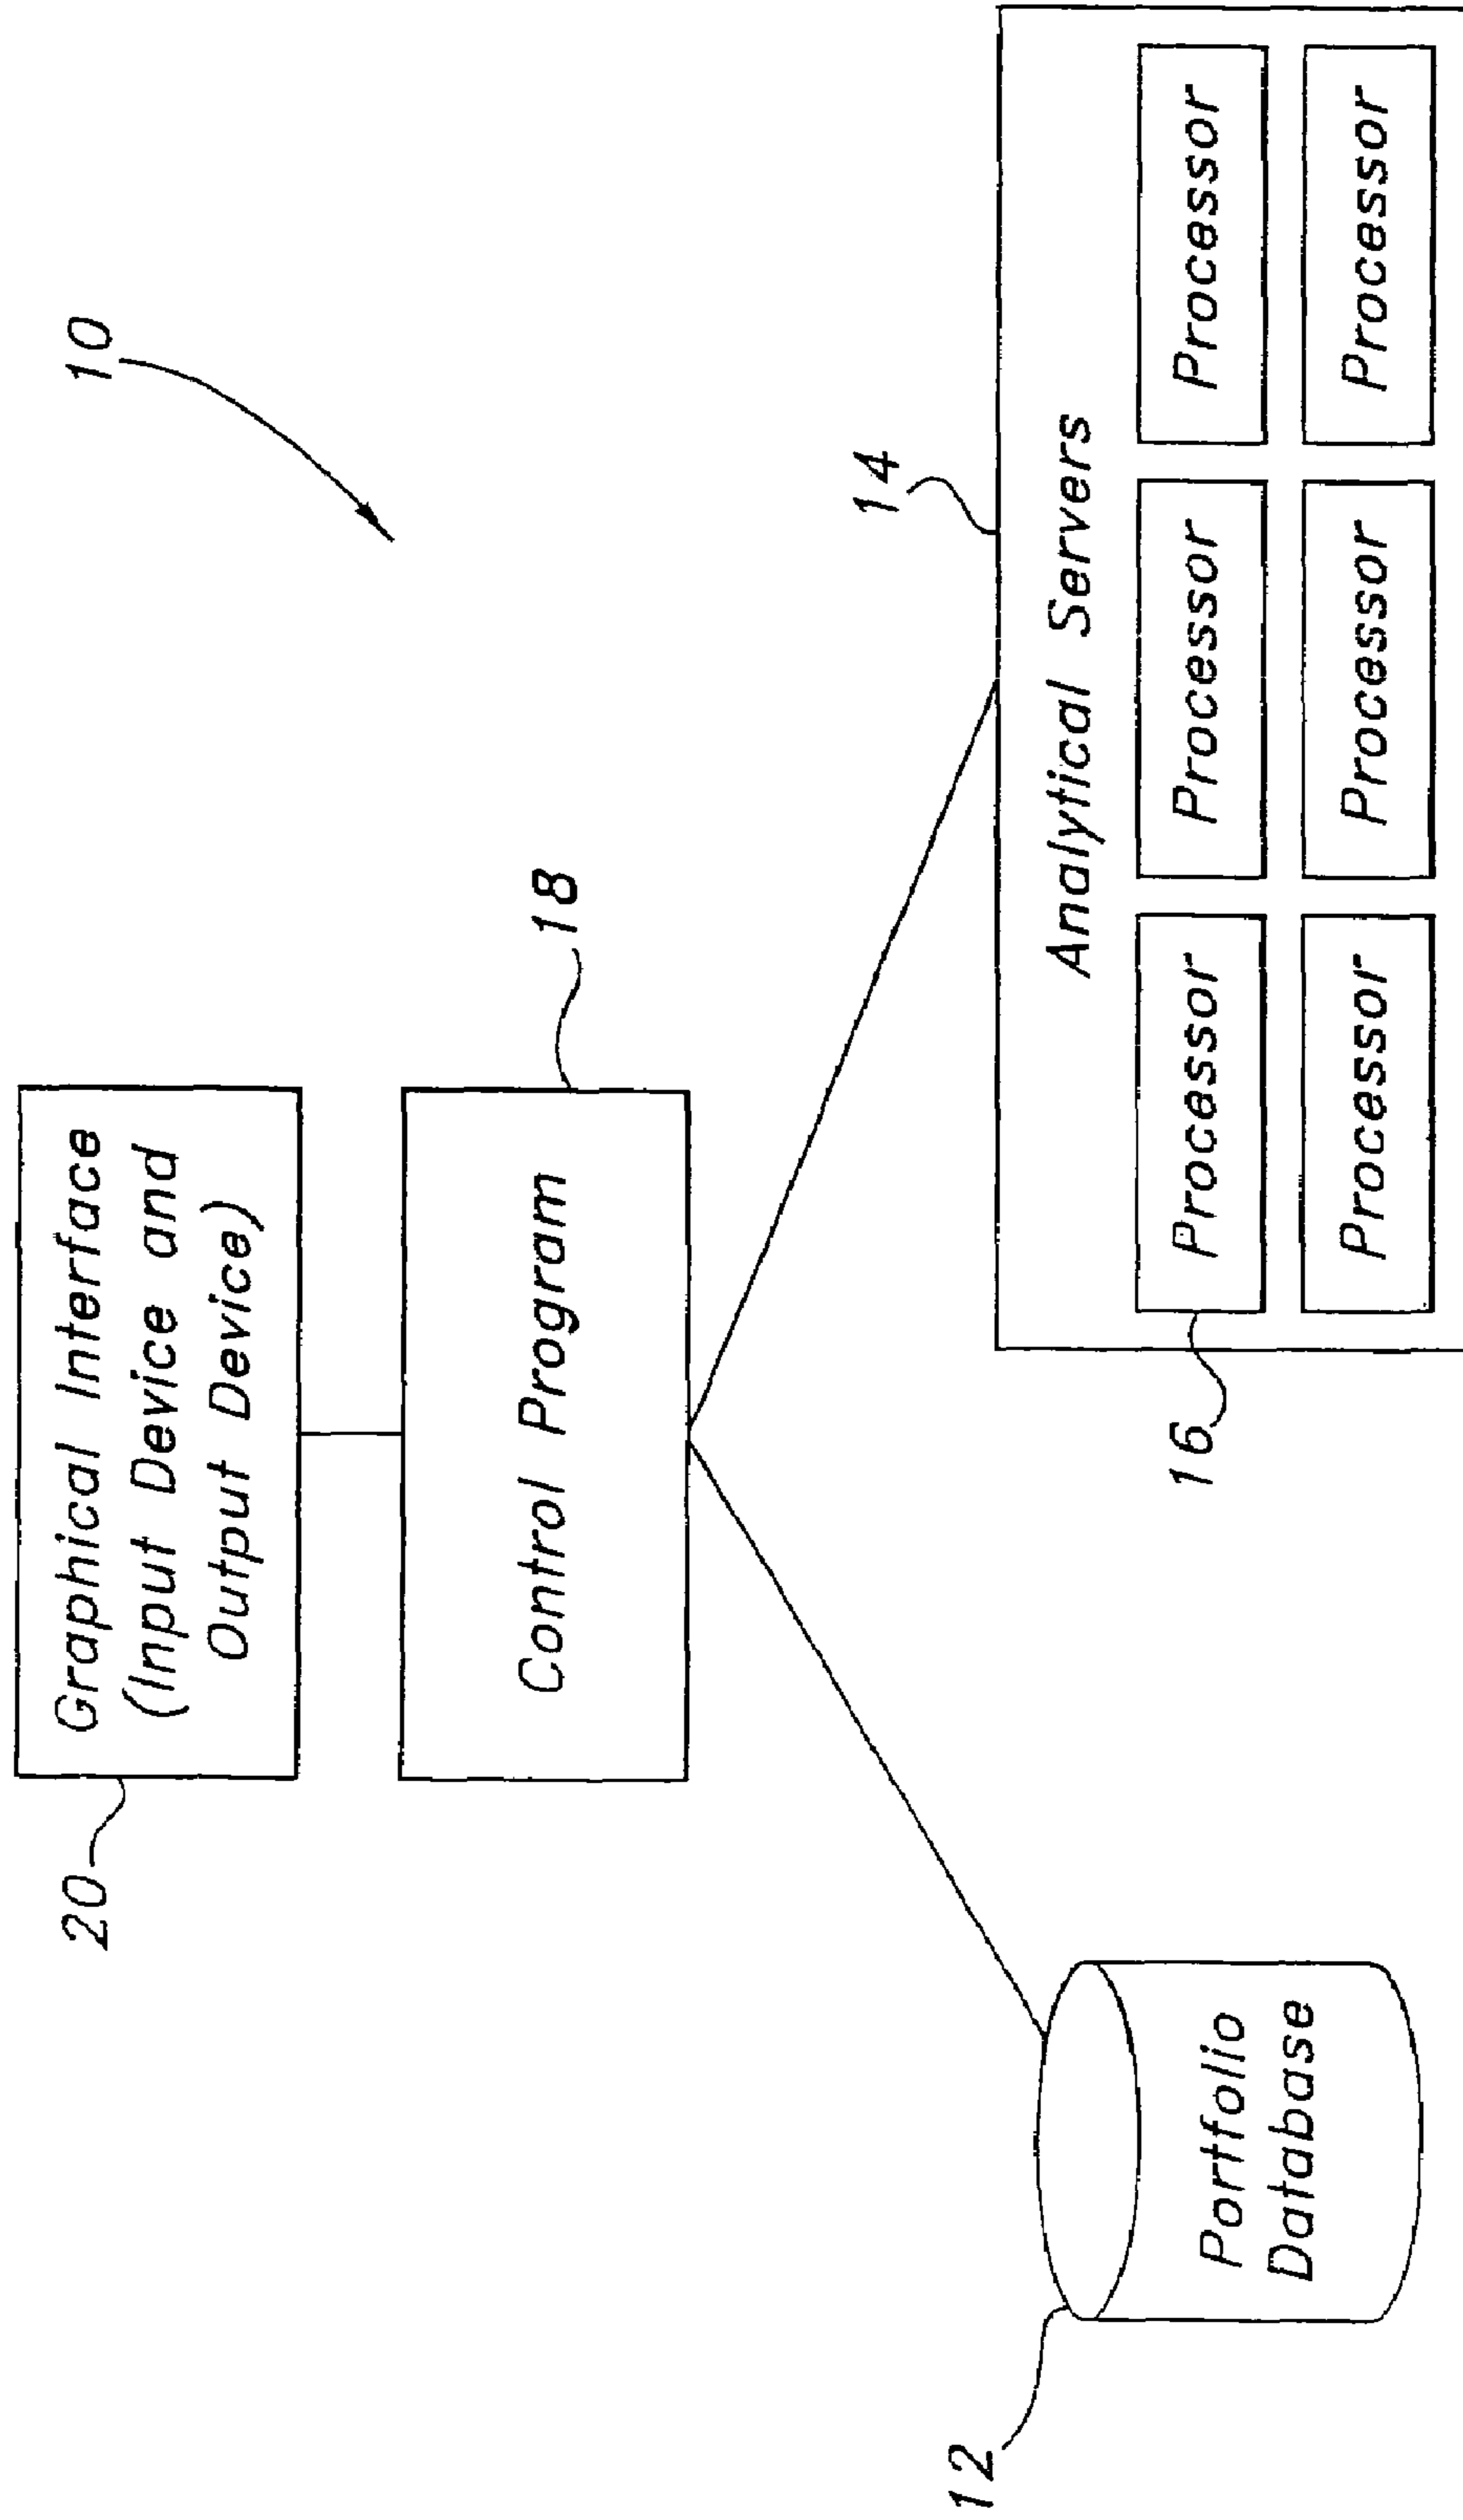 10
20
Graphical Interface
(Input Device and
Output Device)
18
Control Program
14
Analytical Servers
16
Processor
Processor
Processor
Processor
Processor
Processor
12
Portfolio
Database